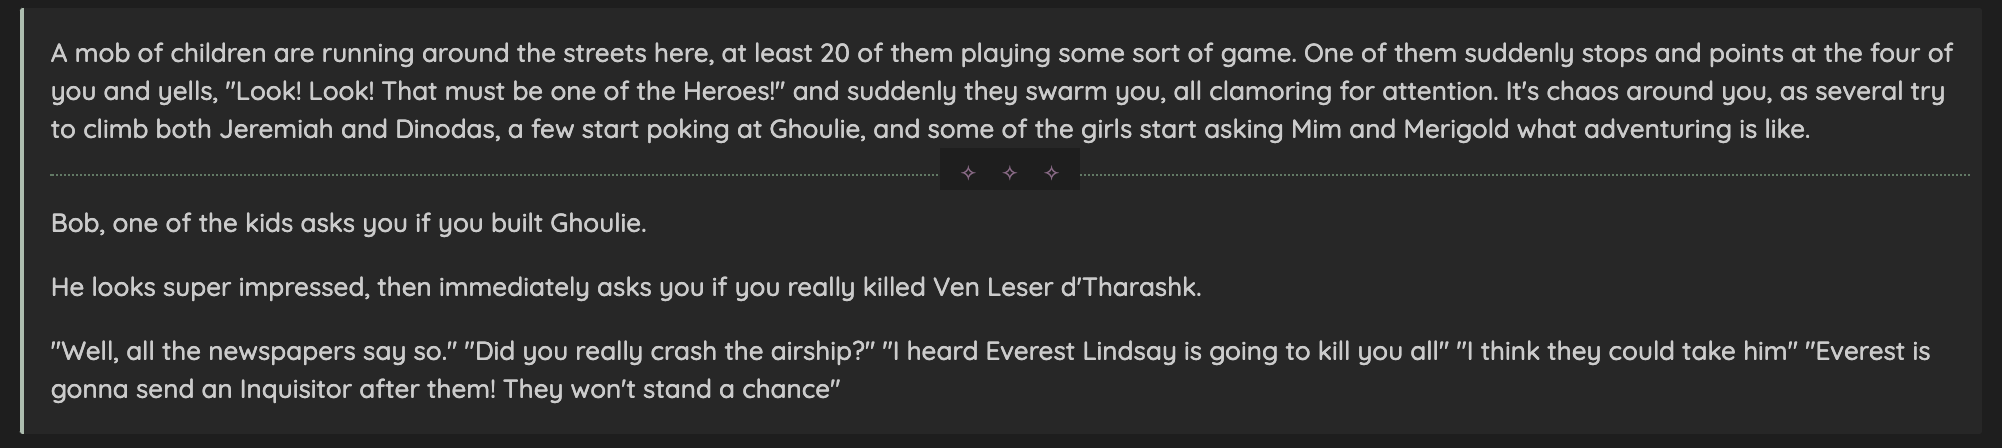 A mob of children are running around the streets here, at least 20 of them playing some sort of game. One of them suddenly stops and points at the four of
you and yells, "Look! Look! That must be one of the Heroes!" and suddenly they swarm you, all clamoring for attention. It's chaos around you, as several try
to climb both Jeremiah and Dinodas, a few start poking at Ghoulie, and some of the girls start asking Mim and Merigold what adventuring is like.
Bob, one of the kids asks you if you built Ghoulie.
He looks super impressed, then immediately asks you if you really killed Ven Leser d'Tharashk.
"Well, all the newspapers say so." "Did you really crash the airship?" "I heard Everest Lindsay is going to kill you all" "I think they could take him" "Everest is
gonna send an Inquisitor after them! They won't stand a chance"